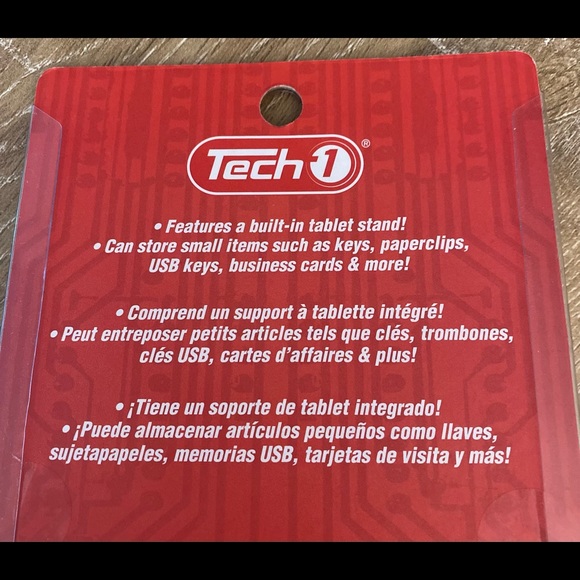 Tech 1 ®
• Features a built-in tablet stand!
• Can store small items such as keys, paperclips,
USB keys, business cards & more!
• Comprend un support à tablette intégré!
• Peut entreposer petits articles tels que clés, trombones,
clés USB, cartes d'affaires & plus!
• ¡Tiene un soporte de tablet integrado!
• ¡Puede almacenar artículos pequeños como llaves,
sujetapapeles, memorias USB, tarjetas de visita y más!